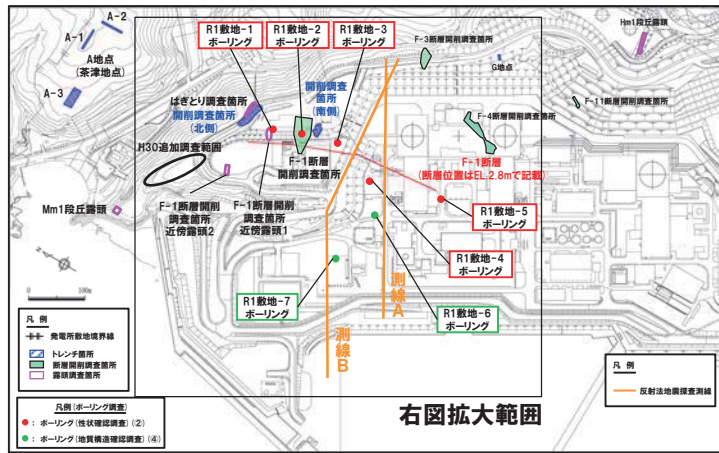 A-2
A-1
A地点
(茶津地点)
A-3
R1敷地-1
ボーリング
R1敷地-2
ボーリング
R1敷地-3
ボーリング
F-3断層開削調査箇所
G地点
Hm1段丘露頭
はぎとり調査箇所
開削調査箇所
(北側)
開削調査
箇所
(南側)
F-11断層開削調査箇所
F-4断層開削調査箇所
H30追加調査範囲
F-1断層
開削調査箇所
F-1断層
(断層位置はEL.2.8mで記載)
Mm1段丘露頭
F-1断層開削
調査箇所
近傍露頭2
F-1断層開削
調査箇所
近傍露頭1
R1敷地-5
ボーリング
R1敷地-4
ボーリング
R1敷地-7
ボーリング
R1敷地-6
ボーリング
測線A
測線B
0
100m
凡 例
発電所敷地境界線
トレンチ箇所
断層開削調査箇所
露頭調査箇所
凡例(ボーリング調査)
: ボーリング(性状確認調査)(②)
: ボーリング(地質構造確認調査)(④)
凡 例
反射法地震探査測線
右図拡大範囲